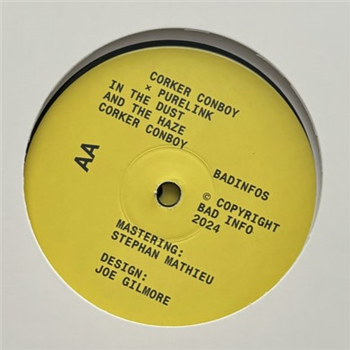 CORKER CONBOY
× PURELINK
IN THE DUST
AND THE HAZE
CORKER CONBOY
AA
BADINFOS
© COPYRIGHT
BAD INFO
2024
MASTERING:
STEPHAN MATHIEU
DESIGN:
JOE GILMORE